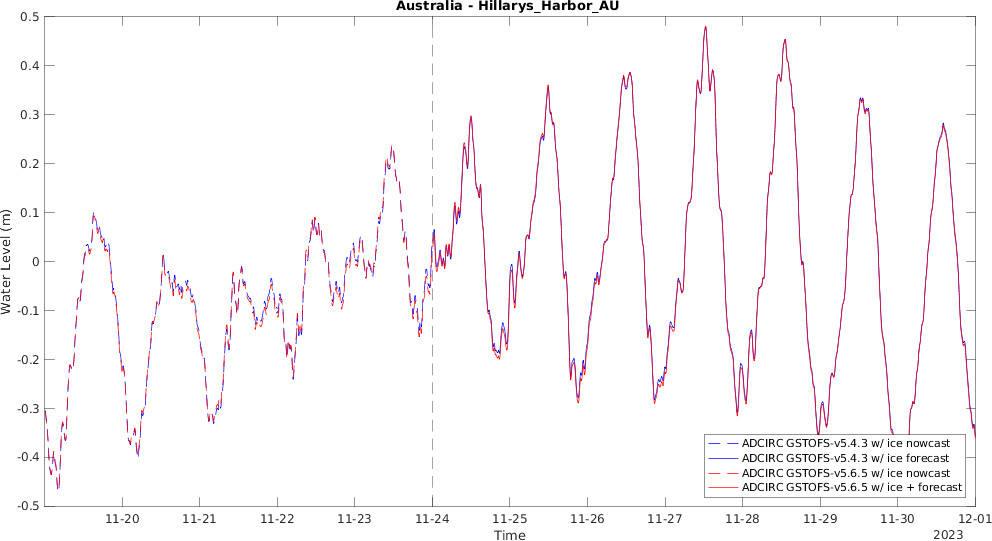 Australia - Hillarys_Harbor_AU
0.5
0.4
0.3
0.2
0.1
0
-0.1
-0.2
-0.3
-0.4
-0.5
Water Level (m)
ADCIRC GSTOFS-v5.4.3 w/ ice nowcast
ADCIRC GSTOFS-v5.4.3 w/ ice forecast
ADCIRC GSTOFS-v5.6.5 w/ ice nowcast
ADCIRC GSTOFS-v5.6.5 w/ ice + forecast
11-20 11-21 11-22 11-23 11-24 11-25 11-26 11-27 11-28 11-29 11-30 12-01
Time
2023